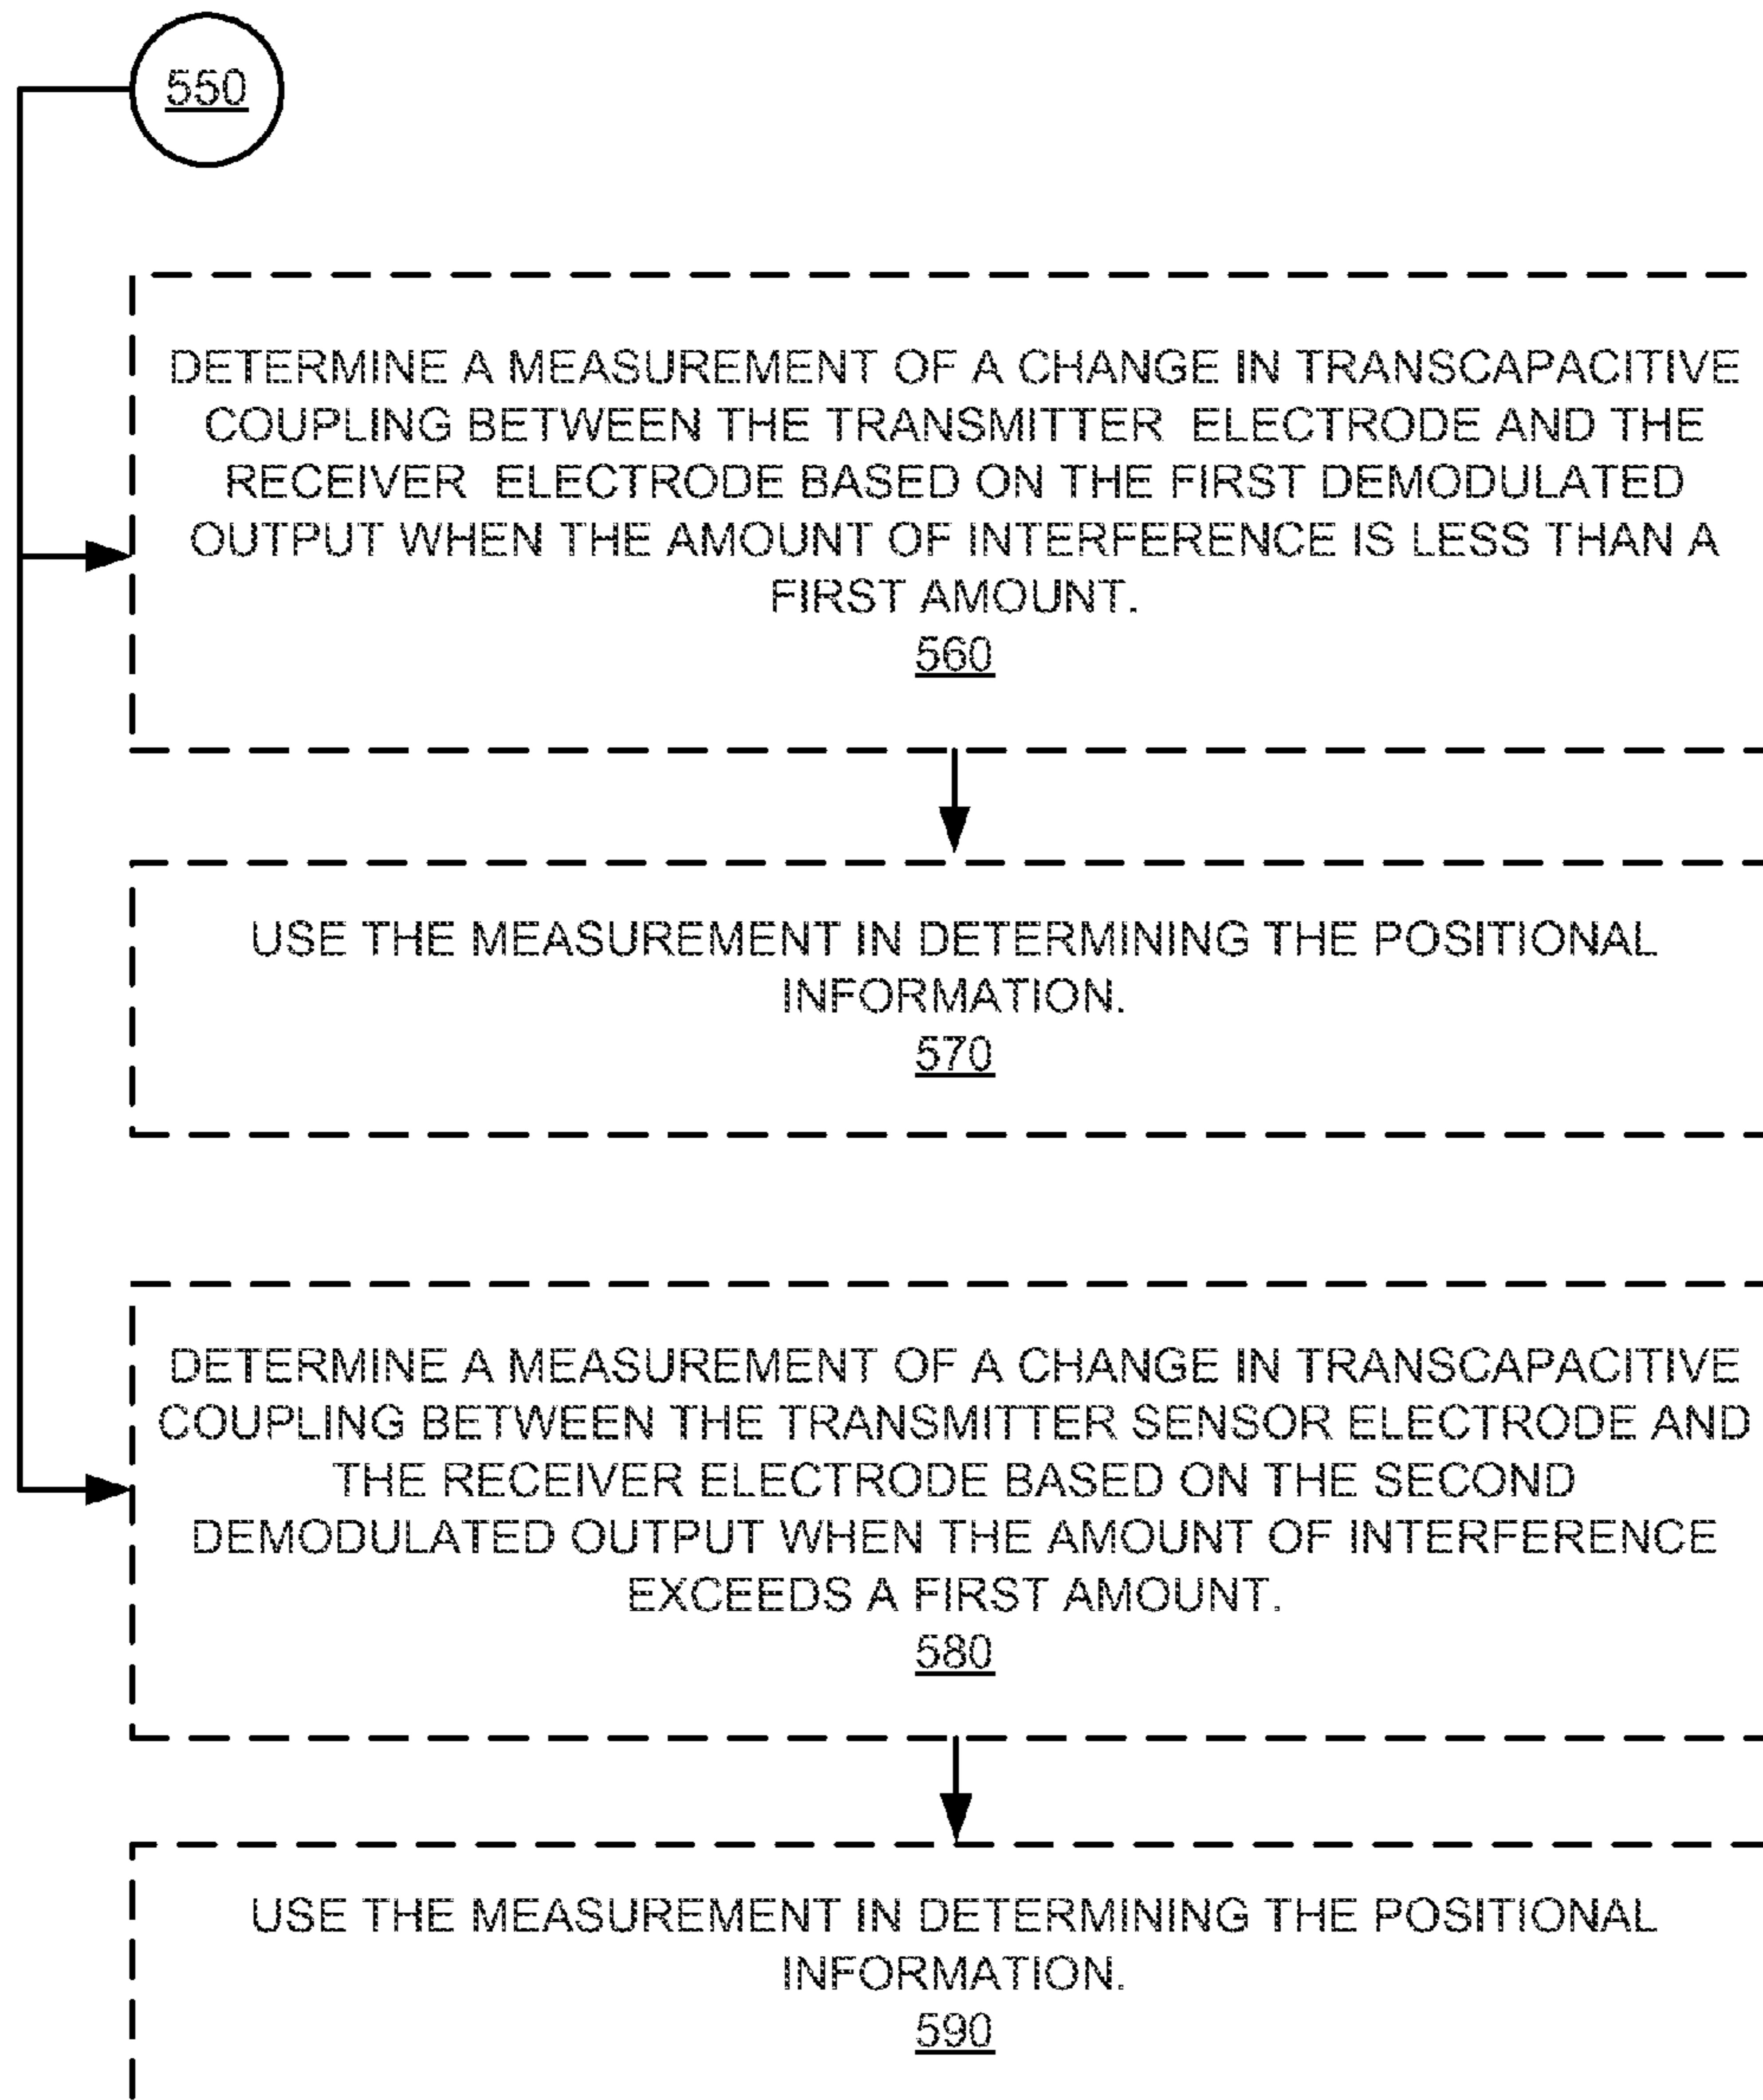 550
DETERMINE A MEASUREMENT OF A CHANGE IN TRANSCAPACITIVE
COUPLING BETWEEN THE TRANSMITTER ELECTRODE AND THE
RECEIVER ELECTRODE BASED ON THE FIRST DEMODULATED
OUTPUT WHEN THE AMOUNT OF INTERFERENCE IS LESS THAN A
FIRST AMOUNT.
560
USE THE MEASUREMENT IN DETERMINING THE POSITIONAL
INFORMATION.
570
DETERMINE A MEASUREMENT OF A CHANGE IN TRANSCAPACITIVE
COUPLING BETWEEN THE TRANSMITTER SENSOR ELECTRODE AND
THE RECEIVER ELECTRODE BASED ON THE SECOND
DEMODULATED OUTPUT WHEN THE AMOUNT OF INTERFERENCE
EXCEEDS A FIRST AMOUNT.
580
USE THE MEASUREMENT IN DETERMINING THE POSITIONAL
INFORMATION.
590